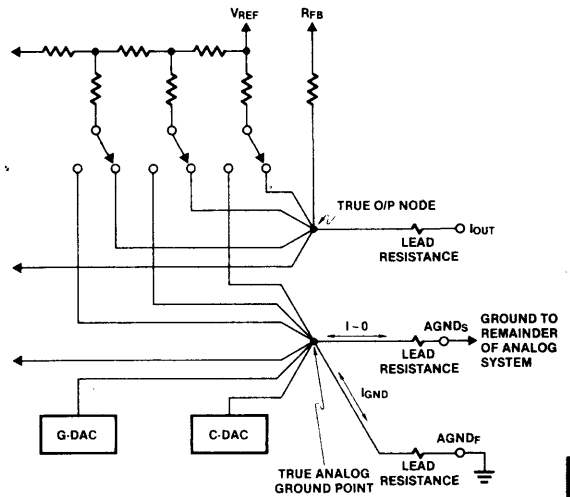 VREF
RFB
TRUE O/P NODE
IOUT
LEAD
RESISTANCE
I~0
AGNDS
GROUND TO
REMAINDER
OF ANALOG
SYSTEM
LEAD
RESISTANCE
IGND
G-DAC
C-DAC
AGNDF
LEAD
RESISTANCE
TRUE ANALOG
GROUND POINT